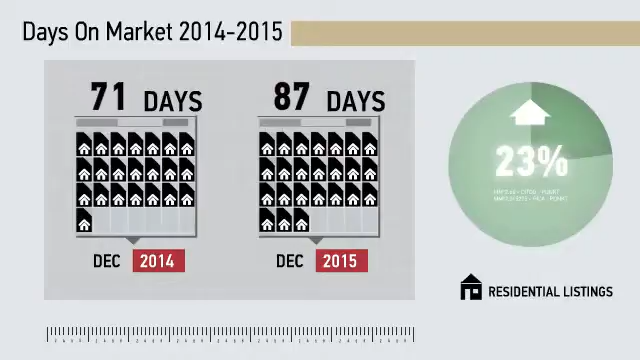 Days On Market 2014-2015
71 DAYS
87 DAYS
DEC 2014
DEC 2015
23%
RESIDENTIAL LISTINGS